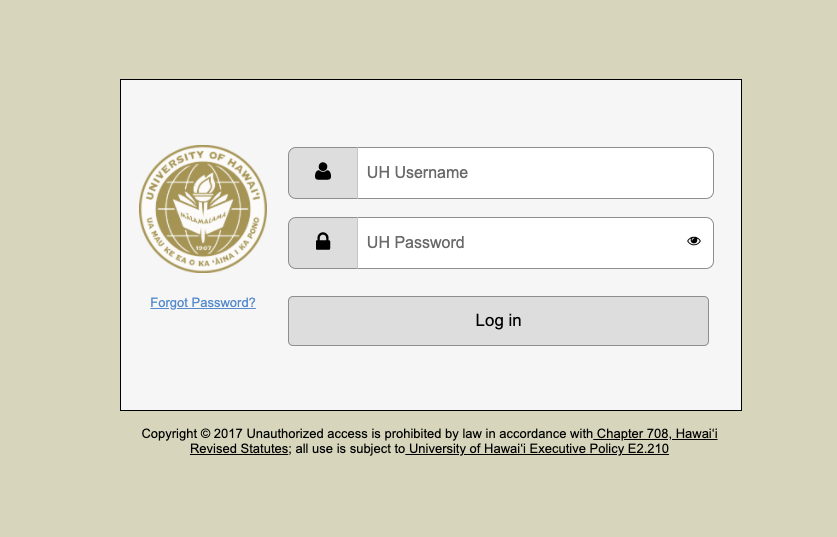 UNIVERSITY OF HAWAIʻI
MĀLAMALAMA
1907
UA MAU KE EA O KA ʻĀINA I KA PONO
UH Username
UH Password
Forgot Password?
Log in
Copyright © 2017 Unauthorized access is prohibited by law in accordance with Chapter 708, Hawaiʻi
Revised Statutes; all use is subject to University of Hawaiʻi Executive Policy E2.210